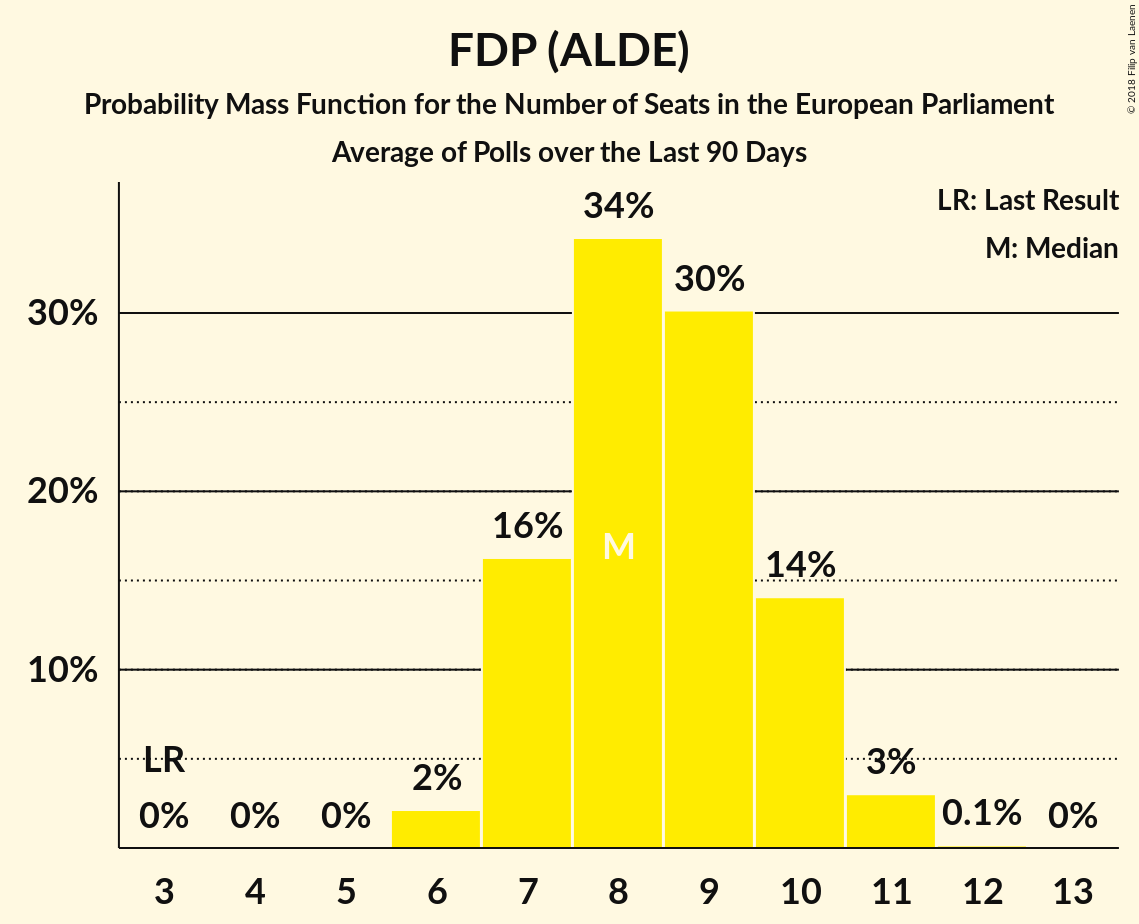 FDP (ALDE)
Probability Mass Function for the Number of Seats in the European Parliament
Average of Polls over the Last 90 Days
© 2018 Filip van Laenen
LR: Last Result
M: Median
34%
30%
30%
20%
16%
M
14%
10%
LR
2%
3%
0%
0%
0%
0.1%
0%
3 4 5 6 7 8 9 10 11 12 13